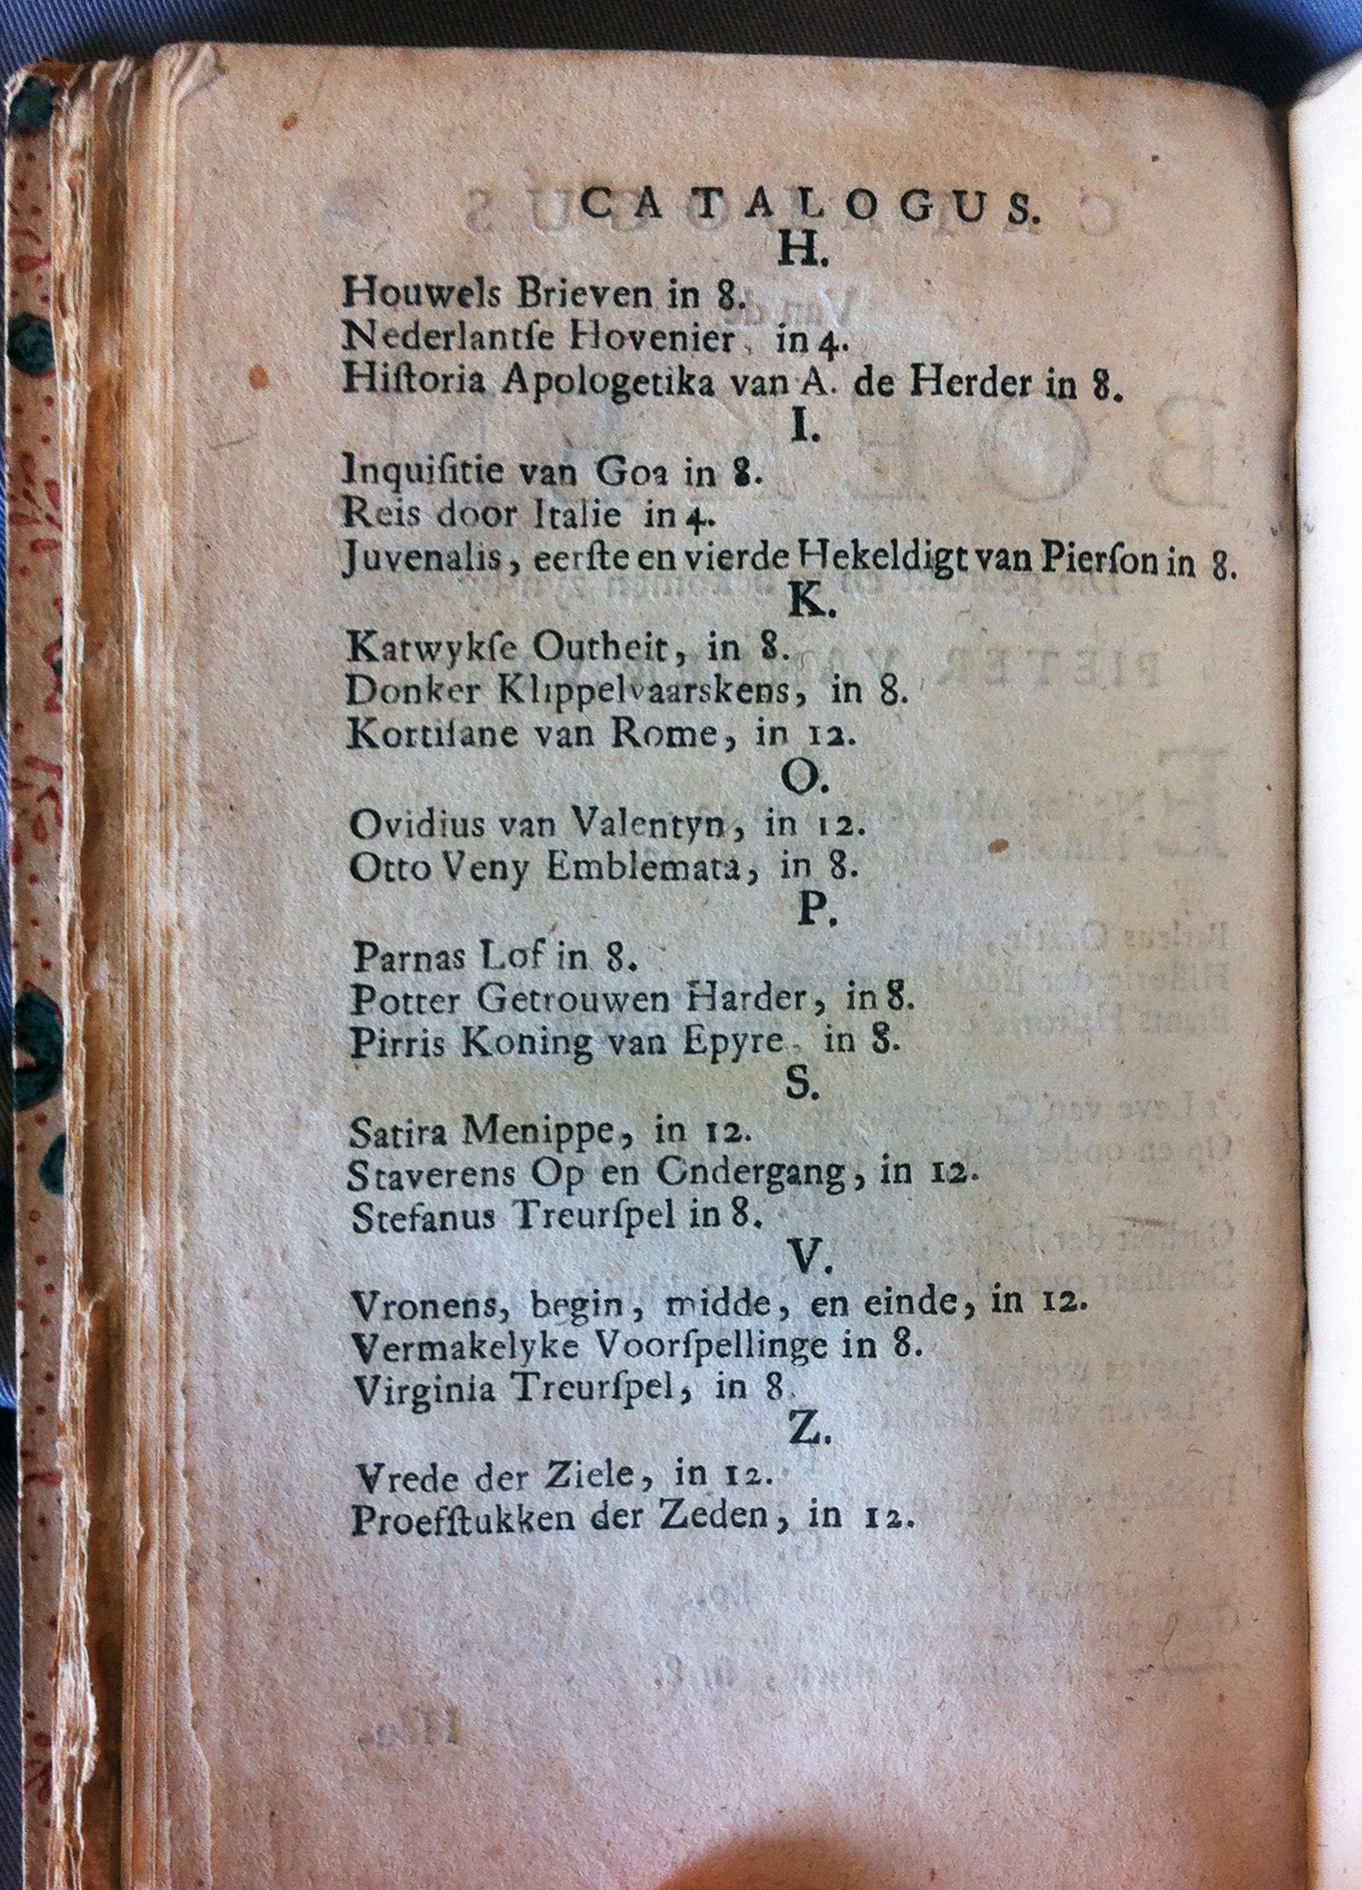 CATALOGUS.
H.
Houwels Brieven in 8.
Nederlantſe Hovenier, in 4.
Hiſtoria Apologetika van A. de Herder in 8.
I.
Inquiſitie van Goa in 8.
Reis door Italie in 4.
Juvenalis, eerſte en vierde Hekeldigt van Pierſon in 8.
K.
Katwykſe Outheit, in 8.
Donker Klippelvaarskens, in 8.
Kortiſane van Rome, in 12.
O.
Ovidius van Valentyn, in 12.
Otto Veny Emblemata, in 8.
P.
Parnas Lof in 8.
Potter Getrouwen Harder, in 8.
Pirris Koning van Epyre, in 8.
S.
Satira Menippe, in 12.
Staverens Op en Ondergang, in 12.
Stefanus Treurſpel in 8.
V.
Vronens, begin, midde, en einde, in 12.
Vermakelyke Voorſpellinge in 8.
Virginia Treurſpel, in 8.
Z.
Vrede der Ziele, in 12.
Proefſtukken der Zeden, in 12.